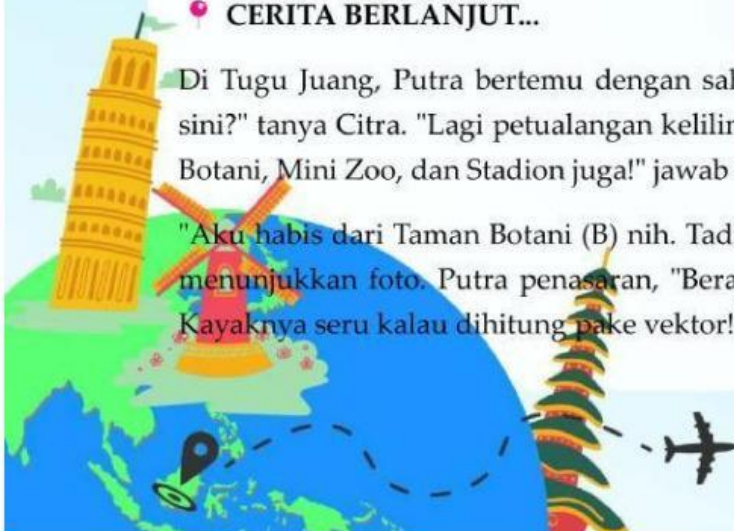 CERITA BERLANJUT...
Di Tugu Juang, Putra bertemu dengan sal
sini?" tanya Citra. "Lagi petualangan kelilin
Botani, Mini Zoo, dan Stadion juga!" jawab
"Aku habis dari Taman Botani (B) nih. Tad
menunjukkan foto. Putra penasaran, "Bera
Kayaknya seru kalau dihitung pake vektor!